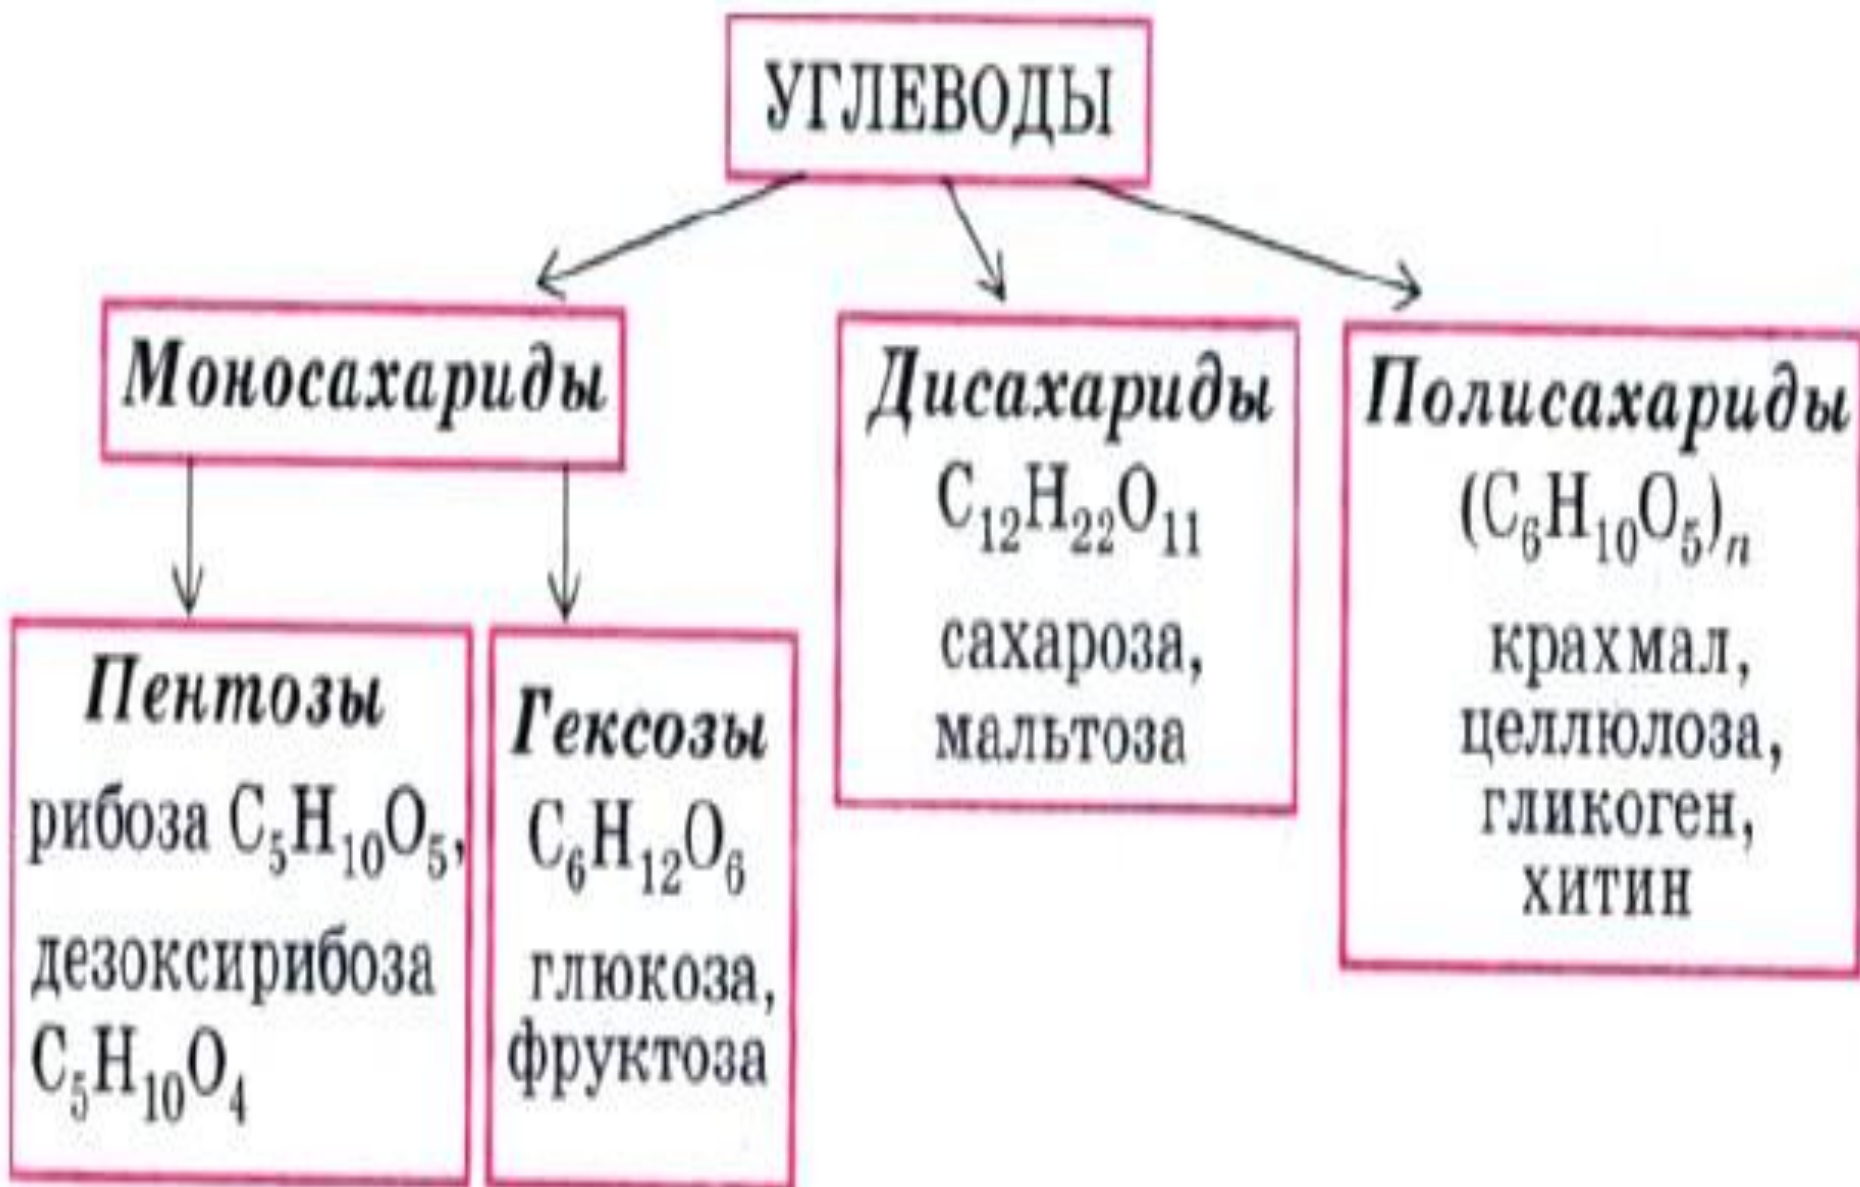 УГЛЕВОДЫ
Моносахариды
Пентозы
рибоза C₅H₁₀O₅,
дезоксирибоза
C₅H₁₀O₄
Гексозы
C₆H₁₂O₆
глюкоза,
фруктоза
Дисахариды
C₁₂H₂₂O₁₁
сахароза,
мальтоза
Полисахариды
(C₆H₁₀O₅)ₙ
крахмал,
целлюлоза,
гликоген,
хитин